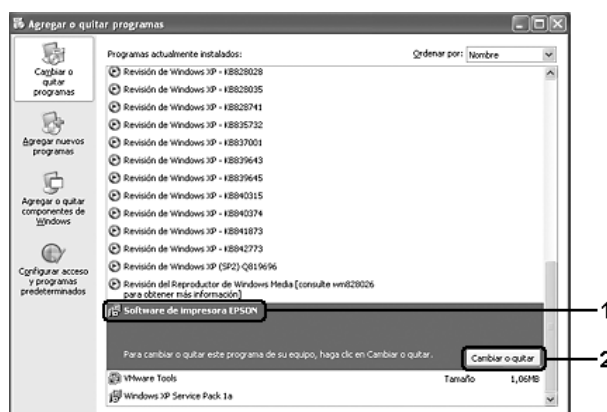 Agregar o quitar programas
Cambiar o
quitar
programas
Agregar nuevos
programas
Agregar o quitar
componentes de
Windows
Configurar acceso
y programas
predeterminados
Programas actualmente instalados:
Ordenar por: Nombre
Revisión de Windows XP - KB828028
Revisión de Windows XP - KB828035
Revisión de Windows XP - KB828741
Revisión de Windows XP - KB835732
Revisión de Windows XP - KB837001
Revisión de Windows XP - KB839643
Revisión de Windows XP - KB839645
Revisión de Windows XP - KB840315
Revisión de Windows XP - KB840374
Revisión de Windows XP - KB841873
Revisión de Windows XP - KB842773
Revisión de Windows XP (SP2) Q819696
Revisión del Reproductor de Windows Media [consulte wm828026
para obtener más información]
Software de impresora EPSON
1
Para cambiar o quitar este programa de su equipo, haga clic en Cambiar o quitar.
Cambiar o quitar
2
VMware Tools
Tamaño 1,06MB
Windows XP Service Pack 1a